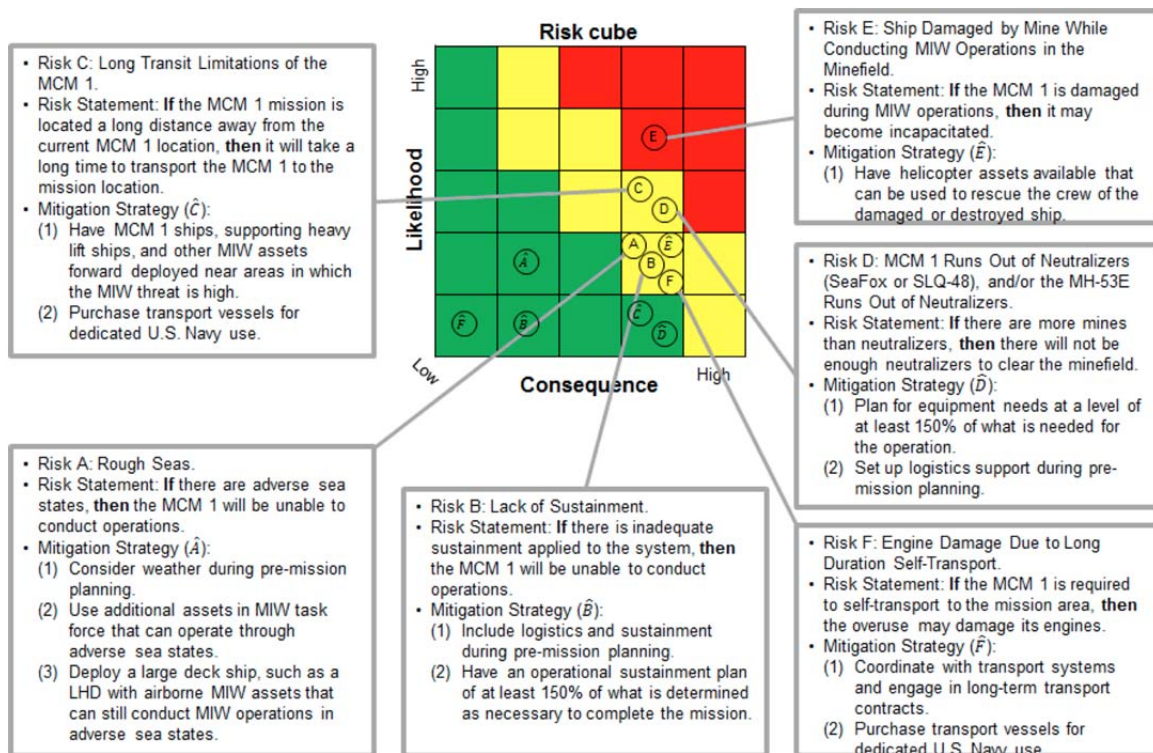 Risk cube
High
Likelihood
Low
Consequence
High
E
C
D
A
Ê
B
F
Â
F̂
B̂
Ĉ
D̂
• Risk C: Long Transit Limitations of the
MCM 1.
• Risk Statement: If the MCM 1 mission is
located a long distance away from the
current MCM 1 location, then it will take a
long time to transport the MCM 1 to the
mission location.
• Mitigation Strategy (Ĉ):
(1) Have MCM 1 ships, supporting heavy
lift ships, and other MIW assets
forward deployed near areas in which
the MIW threat is high.
(2) Purchase transport vessels for
dedicated U.S. Navy use.
• Risk E: Ship Damaged by Mine While
Conducting MIW Operations in the
Minefield.
• Risk Statement: If the MCM 1 is damaged
during MIW operations, then it may
become incapacitated.
• Mitigation Strategy (Ê):
(1) Have helicopter assets available that
can be used to rescue the crew of the
damaged or destroyed ship.
• Risk D: MCM 1 Runs Out of Neutralizers
(SeaFox or SLQ-48), and/or the MH-53E
Runs Out of Neutralizers.
• Risk Statement: If there are more mines
than neutralizers, then there will not be
enough neutralizers to clear the minefield.
• Mitigation Strategy (D̂):
(1) Plan for equipment needs at a level of
at least 150% of what is needed for
the operation.
(2) Set up logistics support during pre-
mission planning.
• Risk A: Rough Seas.
• Risk Statement: If there are adverse sea
states, then the MCM 1 will be unable to
conduct operations.
• Mitigation Strategy (Â):
(1) Consider weather during pre-mission
planning.
(2) Use additional assets in MIW task
force that can operate through
adverse sea states.
(3) Deploy a large deck ship, such as a
LHD with airborne MIW assets that
can still conduct MIW operations in
adverse sea states.
• Risk B: Lack of Sustainment.
• Risk Statement: If there is inadequate
sustainment applied to the system, then
the MCM 1 will be unable to conduct
operations.
• Mitigation Strategy (B̂):
(1) Include logistics and sustainment
during pre-mission planning.
(2) Have an operational sustainment plan
of at least 150% of what is determined
as necessary to complete the mission.
• Risk F: Engine Damage Due to Long
Duration Self-Transport.
• Risk Statement: If the MCM 1 is required
to self-transport to the mission area, then
the overuse may damage its engines.
• Mitigation Strategy (F̂):
(1) Coordinate with transport systems
and engage in long-term transport
contracts.
(2) Purchase transport vessels for
dedicated U.S. Navy use